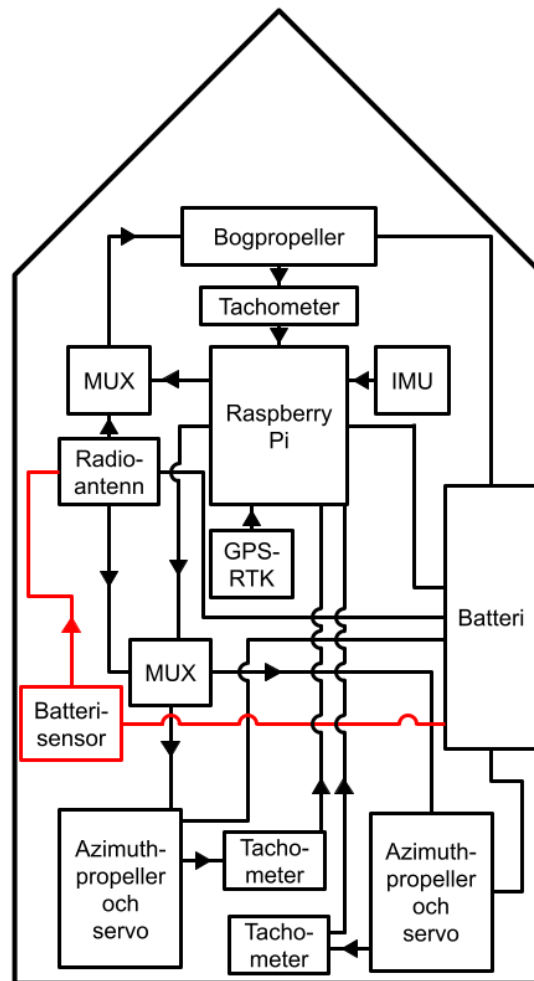 Bogpropeller
Tachometer
MUX
Raspberry
Pi
IMU
Radio-
antenn
GPS-
RTK
Batteri
MUX
Batteri-
sensor
Azimuth-
propeller
och
servo
Tacho-
meter
Azimuth-
propeller
och
servo
Tacho-
meter